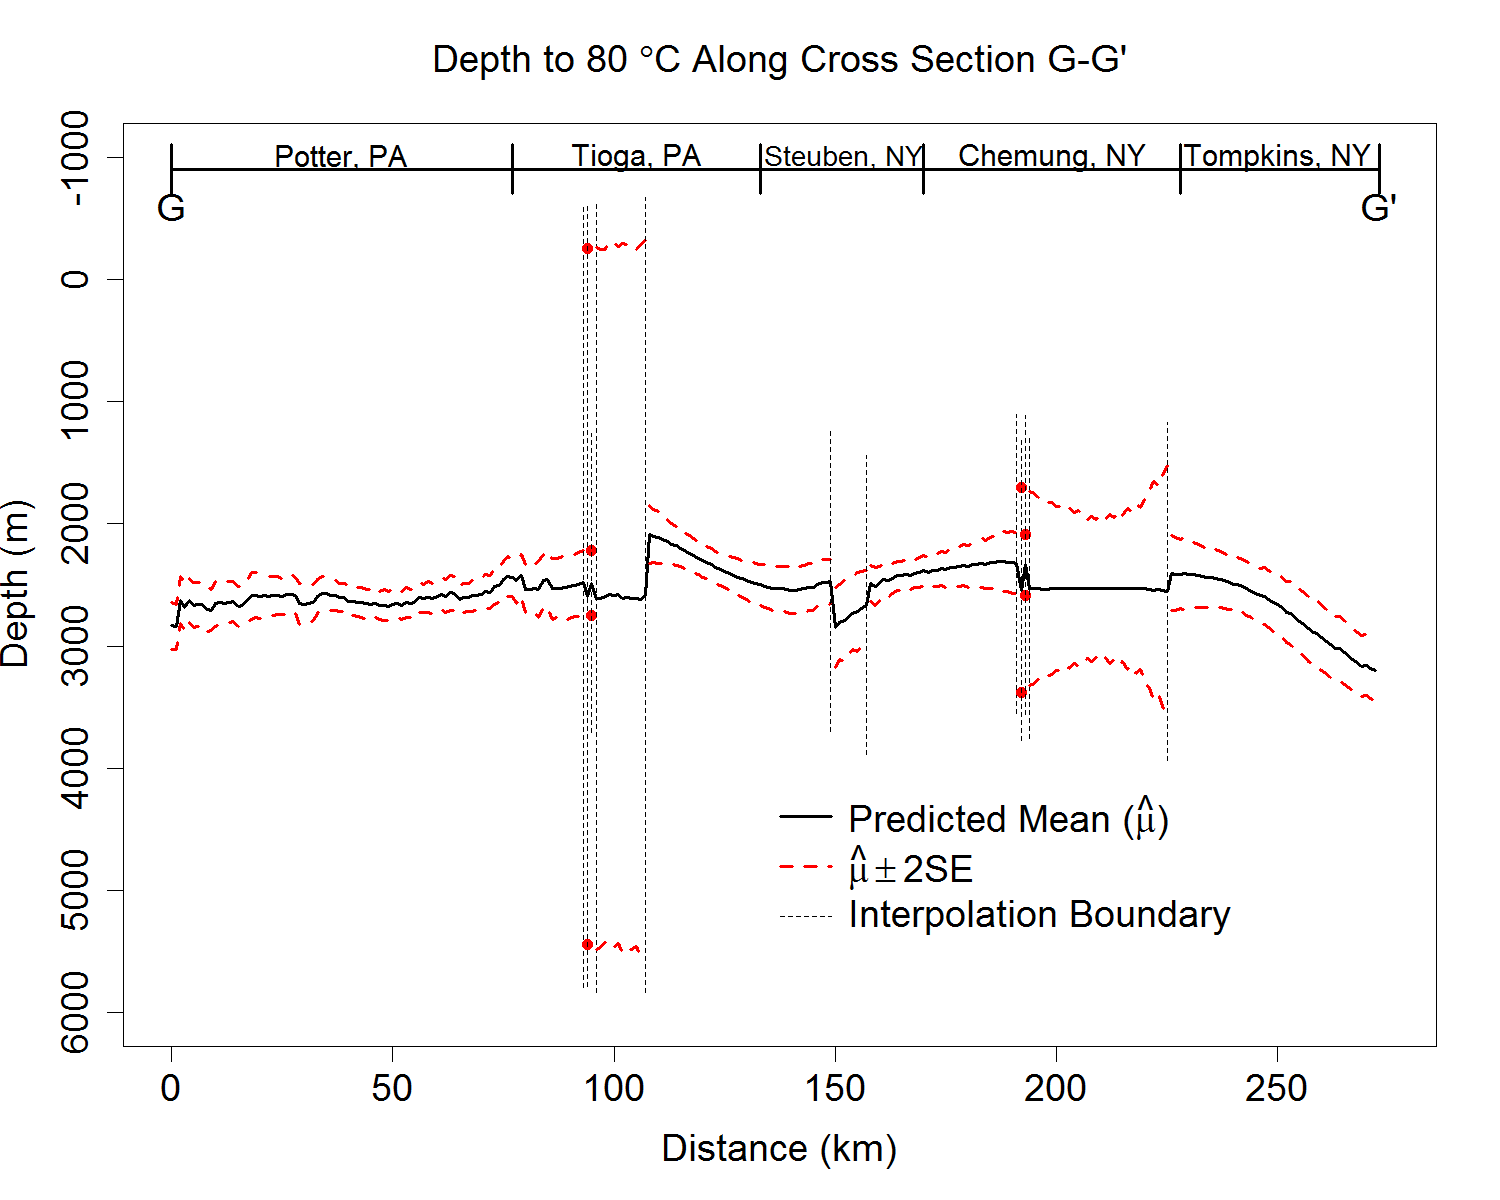 Depth to 80 °C Along Cross Section G-G'
Potter, PA
Tioga, PA
Steuben, NY
Chemung, NY
Tompkins, NY
G
G'
Depth (m)
-1000
0
1000
2000
3000
4000
5000
6000
Predicted Mean (μ̂)
μ̂ ± 2SE
Interpolation Boundary
0
50
100
150
200
250
Distance (km)